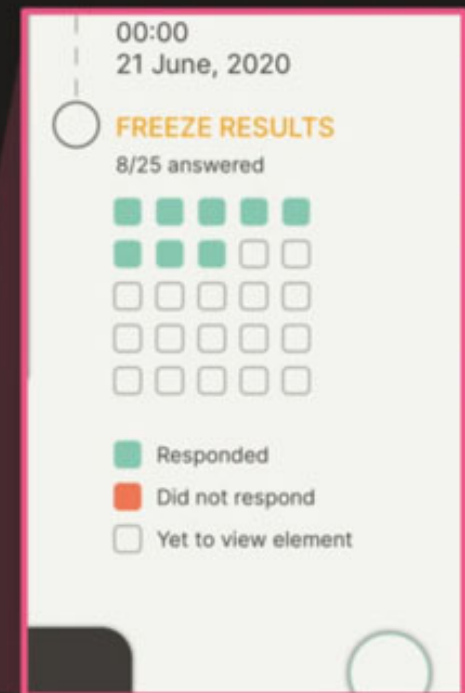 00:00
21 June, 2020
FREEZE RESULTS
8/25 answered
Responded
Did not respond
Yet to view element